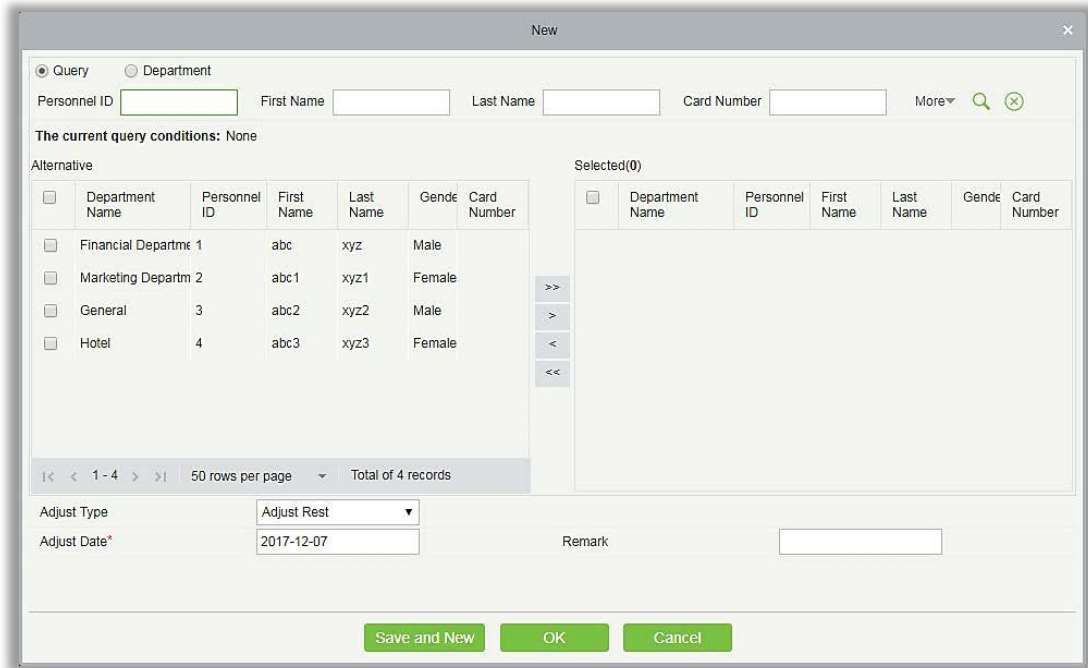 New ×
Query Department
Personnel ID First Name Last Name Card Number More
The current query conditions: None
Alternative Selected(0)
Department Name Personnel ID First Name Last Name Gende Card Number Department Name Personnel ID First Name Last Name Gende Card Number
Financial Departme 1 abc xyz Male
Marketing Departm 2 abc1 xyz1 Female
>>
General 3 abc2 xyz2 Male
>
Hotel 4 abc3 xyz3 Female
<
<<
|< < 1 - 4 > >| 50 rows per page Total of 4 records
Adjust Type Adjust Rest
Adjust Date* 2017-12-07 Remark
Save and New OK Cancel